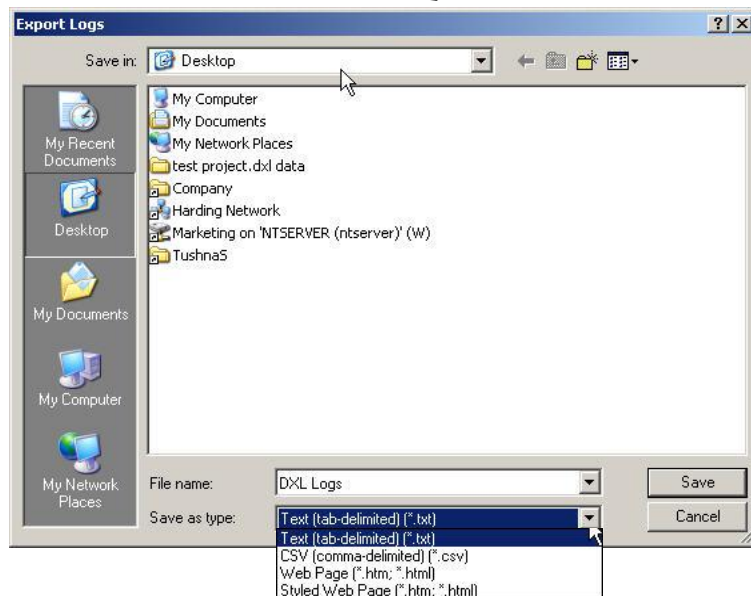 Export Logs
Save in:
Desktop
My Recent
Documents
Desktop
My Documents
My Computer
My Network
Places
My Computer
My Documents
My Network Places
test project.dxl data
Company
Harding Network
Marketing on 'NTSERVER (ntserver)' (W)
TushnaS
File name:
DXL Logs
Save
Save as type:
Text (tab-delimited) (*.txt)
Cancel
Text (tab-delimited) (*.txt)
CSV (comma-delimited) (*.csv)
Web Page (*.htm; *.html)
Styled Web Page (*.htm; *.html)